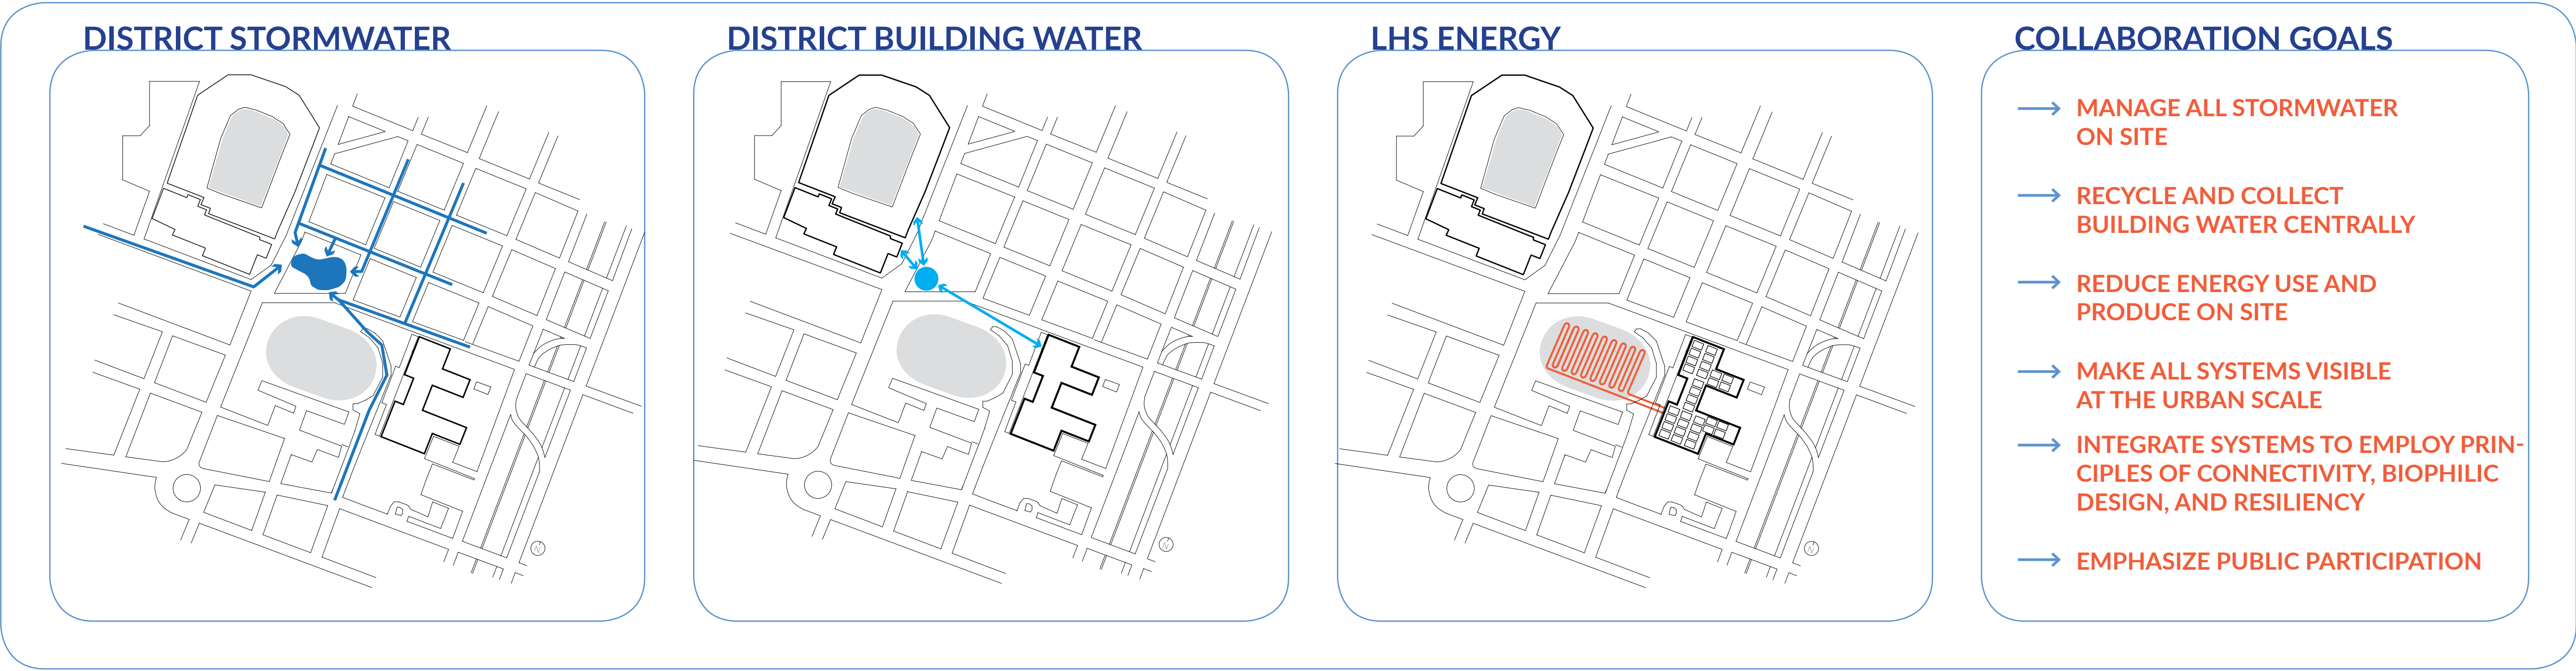 DISTRICT STORMWATER
N
DISTRICT BUILDING WATER
N
LHS ENERGY
N
COLLABORATION GOALS
MANAGE ALL STORMWATER
ON SITE
RECYCLE AND COLLECT
BUILDING WATER CENTRALLY
REDUCE ENERGY USE AND
PRODUCE ON SITE
MAKE ALL SYSTEMS VISIBLE
AT THE URBAN SCALE
INTEGRATE SYSTEMS TO EMPLOY PRIN-
CIPLES OF CONNECTIVITY, BIOPHILIC
DESIGN, AND RESILIENCY
EMPHASIZE PUBLIC PARTICIPATION